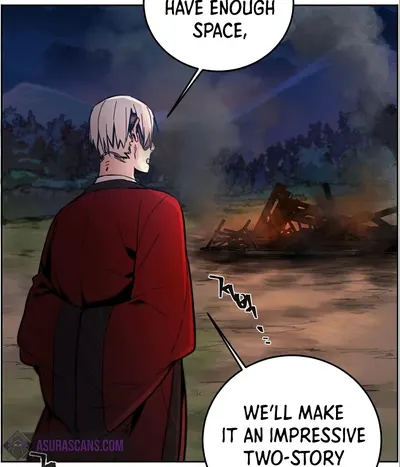 HAVE ENOUGH
SPACE,
WE'LL MAKE
IT AN IMPRESSIVE
TWO-STORY
ASURASCANS.COM